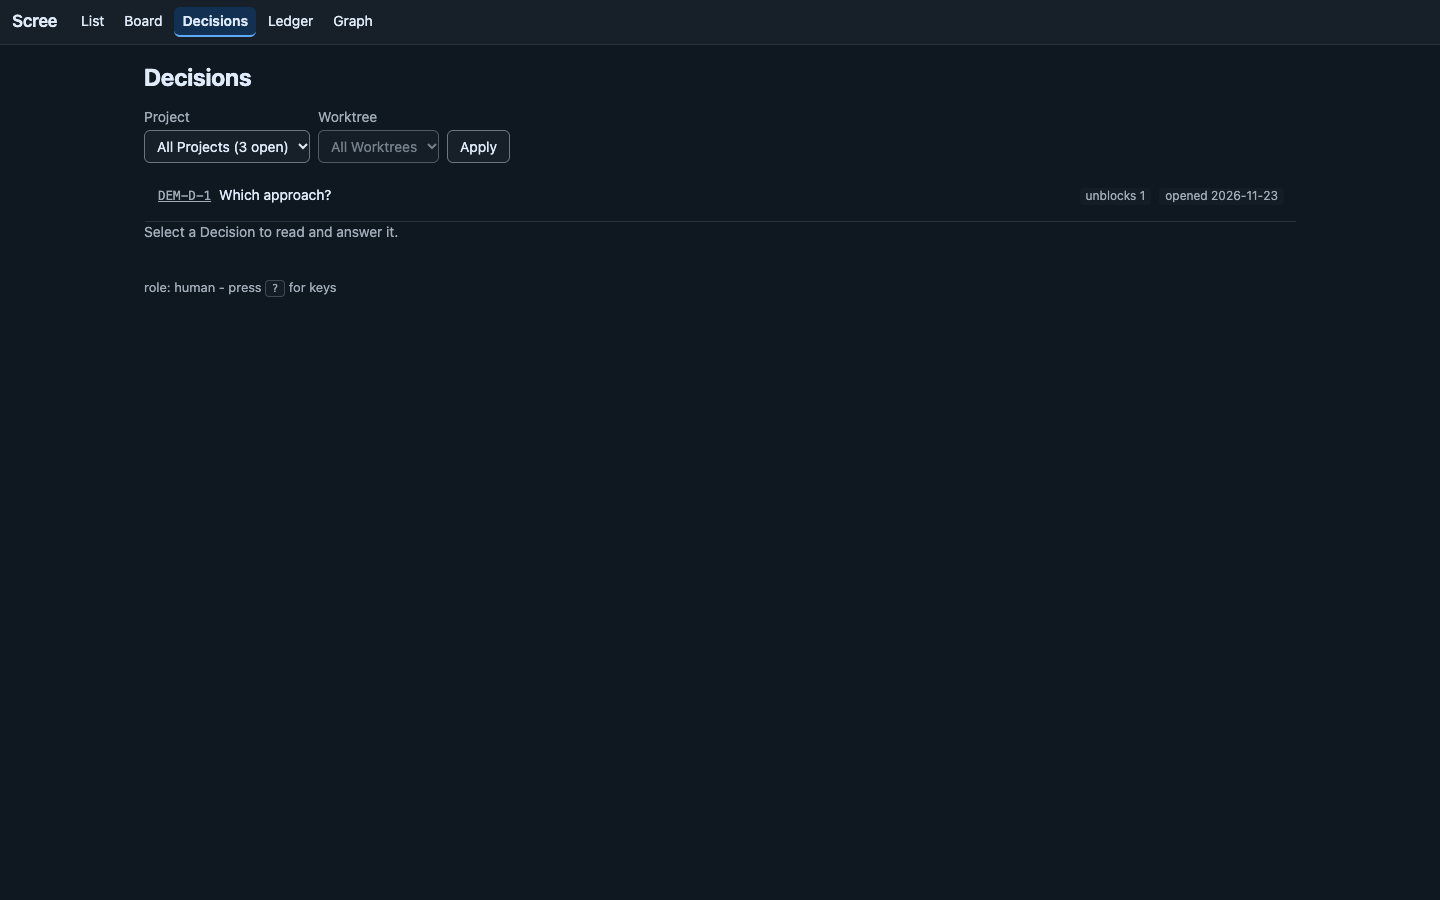 Scree List Board Decisions Ledger Graph
Decisions
Project Worktree
All Projects (3 open) All Worktrees Apply
DEM-D-1 Which approach? unblocks 1 opened 2026-11-23
Select a Decision to read and answer it.
role: human - press ? for keys